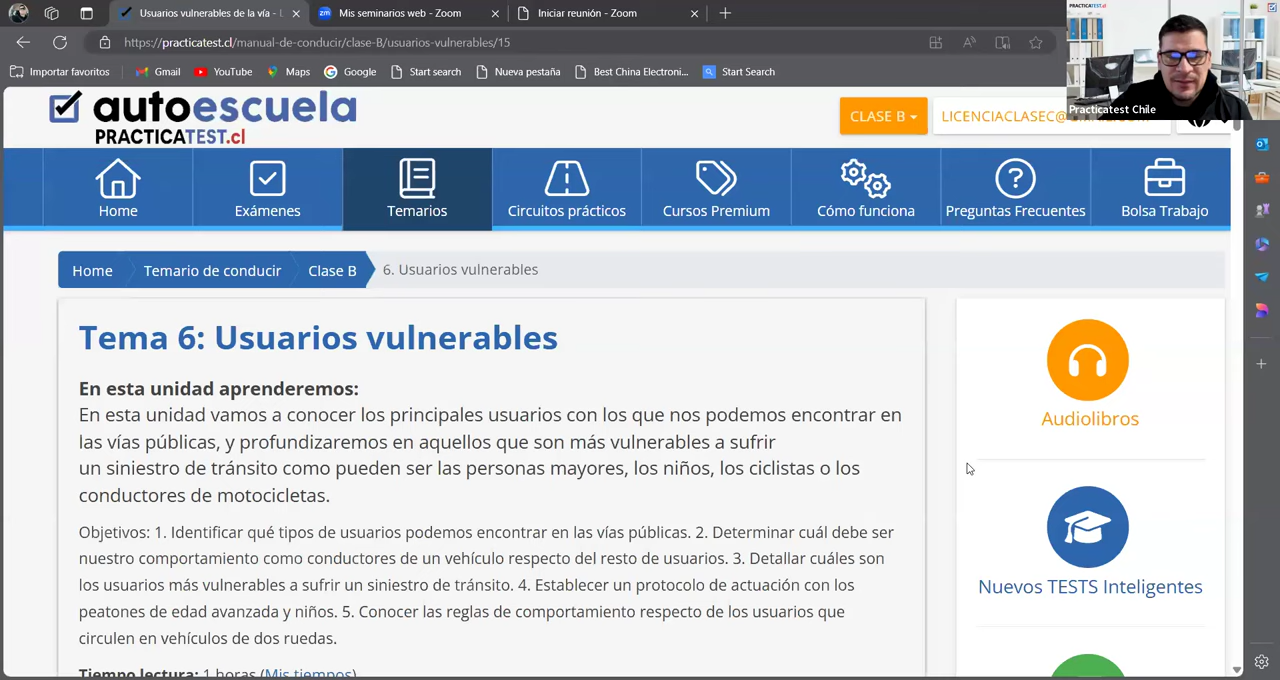 Usuarios vulnerables de la vía -
Mis seminarios web - Zoom
Iniciar reunión - Zoom
https://practicatest.cl/manual-de-conducir/clase-B/usuarios-vulnerables/15
Importar favoritos
Gmail
YouTube
Maps
Google
Start search
Nueva pestaña
Best China Electroni...
Start Search
PRACTICATEST.cl
Practicatest Chile
autoescuela
PRACTICATEST.cl
CLASE B
LICENCIACLASEC@
Home
Exámenes
Temarios
Circuitos prácticos
Cursos Premium
Cómo funciona
Preguntas Frecuentes
Bolsa Trabajo
Home
Temario de conducir
Clase B
6. Usuarios vulnerables
Tema 6: Usuarios vulnerables
En esta unidad aprenderemos:
En esta unidad vamos a conocer los principales usuarios con los que nos podemos encontrar en
las vías públicas, y profundizaremos en aquellos que son más vulnerables a sufrir
un siniestro de tránsito como pueden ser las personas mayores, los niños, los ciclistas o los
conductores de motocicletas.
Objetivos: 1. Identificar qué tipos de usuarios podemos encontrar en las vías públicas. 2. Determinar cuál debe ser
nuestro comportamiento como conductores de un vehículo respecto del resto de usuarios. 3. Detallar cuáles son
los usuarios más vulnerables a sufrir un siniestro de tránsito. 4. Establecer un protocolo de actuación con los
peatones de edad avanzada y niños. 5. Conocer las reglas de comportamiento respecto de los usuarios que
circulen en vehículos de dos ruedas.
Tiempo lectura: 1 horas (Mis tiempos)
Audiolibros
Nuevos TESTS Inteligentes